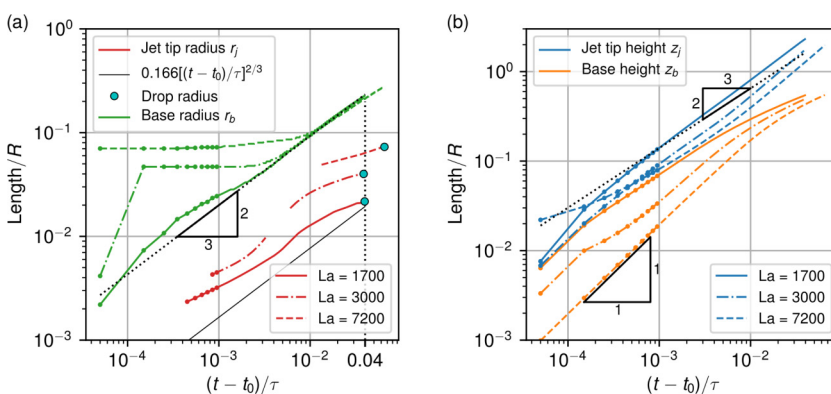 (a)
10^0
10^-1
10^-2
10^-3
Length/R
Jet tip radius r_j
0.166[(t − t_0)/τ]^{2/3}
Drop radius
Base radius r_b
2
3
La = 1700
La = 3000
La = 7200
10^-4
10^-3
10^-2
0.04
(t − t_0)/τ
(b)
10^0
10^-1
10^-2
10^-3
Length/R
Jet tip height z_j
Base height z_b
3
2
1
1
La = 1700
La = 3000
La = 7200
10^-4
10^-3
10^-2
(t − t_0)/τ